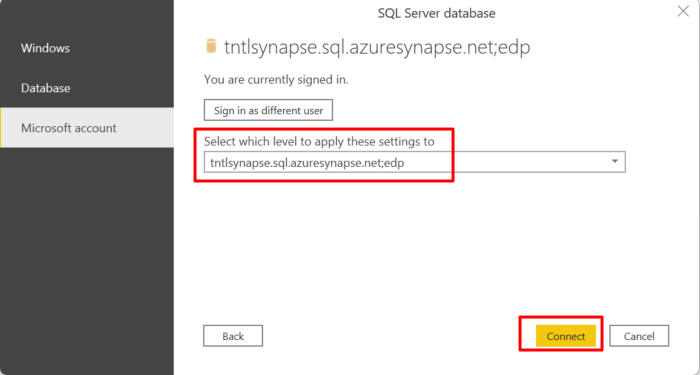 SQL Server database
Windows
Database
Microsoft account
tntlsynapse.sql.azuresynapse.net;edp
You are currently signed in.
Sign in as different user
Select which level to apply these settings to
tntlsynapse.sql.azuresynapse.net;edp
Back
Connect
Cancel